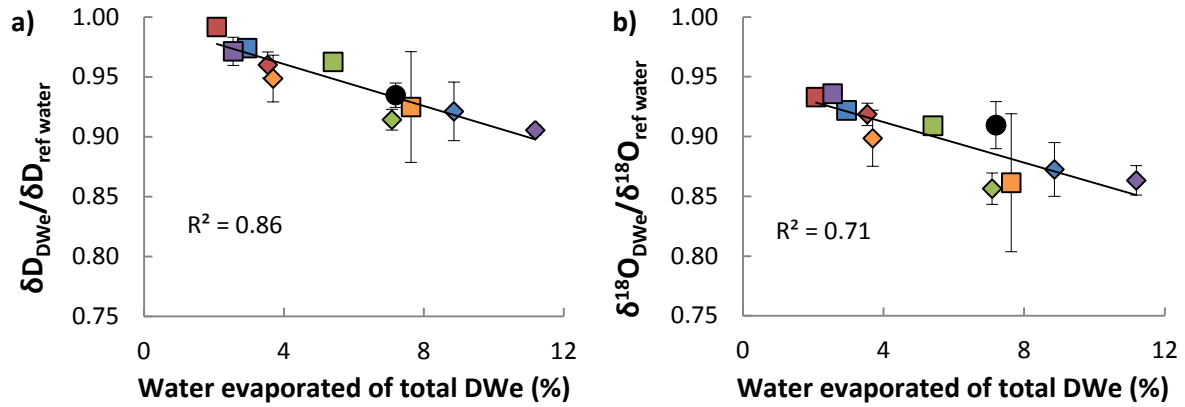 a)
δD_DWe/δD_ref water
1.00
0.95
0.90
0.85
0.80
0.75
R² = 0.86
0 4 8 12
Water evaporated of total DWe (%)
b)
δ¹⁸O_DWe/δ¹⁸O_ref water
1.00
0.95
0.90
0.85
0.80
0.75
R² = 0.71
0 4 8 12
Water evaporated of total DWe (%)